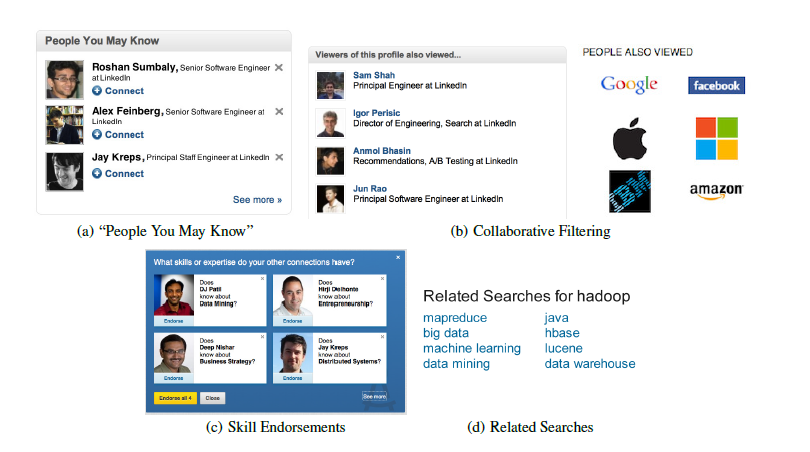 People You May Know
Roshan Sumbaly, Senior Software Engineer
at LinkedIn
Connect
Alex Feinberg, Senior Software Engineer at
LinkedIn
Connect
Jay Kreps, Principal Staff Engineer at LinkedIn
Connect
See more »
(a) “People You May Know”
Viewers of this profile also viewed...
Sam Shah
Principal Engineer at LinkedIn
Igor Perisic
Director of Engineering, Search at LinkedIn
Anmol Bhasin
Recommendations, A/B Testing at LinkedIn
Jun Rao
Principal Software Engineer at LinkedIn
PEOPLE ALSO VIEWED
Google
facebook
IBM
amazon
(b) Collaborative Filtering
What skills or expertise do your other connections have?
Does
DJ Patil
know about
Data Mining?
Endorse
Does
Hirji Delhonte
know about
Entrepreneurship?
Endorse
Does
Deep Nishar
know about
Business Strategy?
Endorse
Does
Jay Kreps
know about
Distributed Systems?
Endorse
Endorse all 4
Close
See more
(c) Skill Endorsements
Related Searches for hadoop
mapreduce
big data
machine learning
data mining
java
hbase
lucene
data warehouse
(d) Related Searches